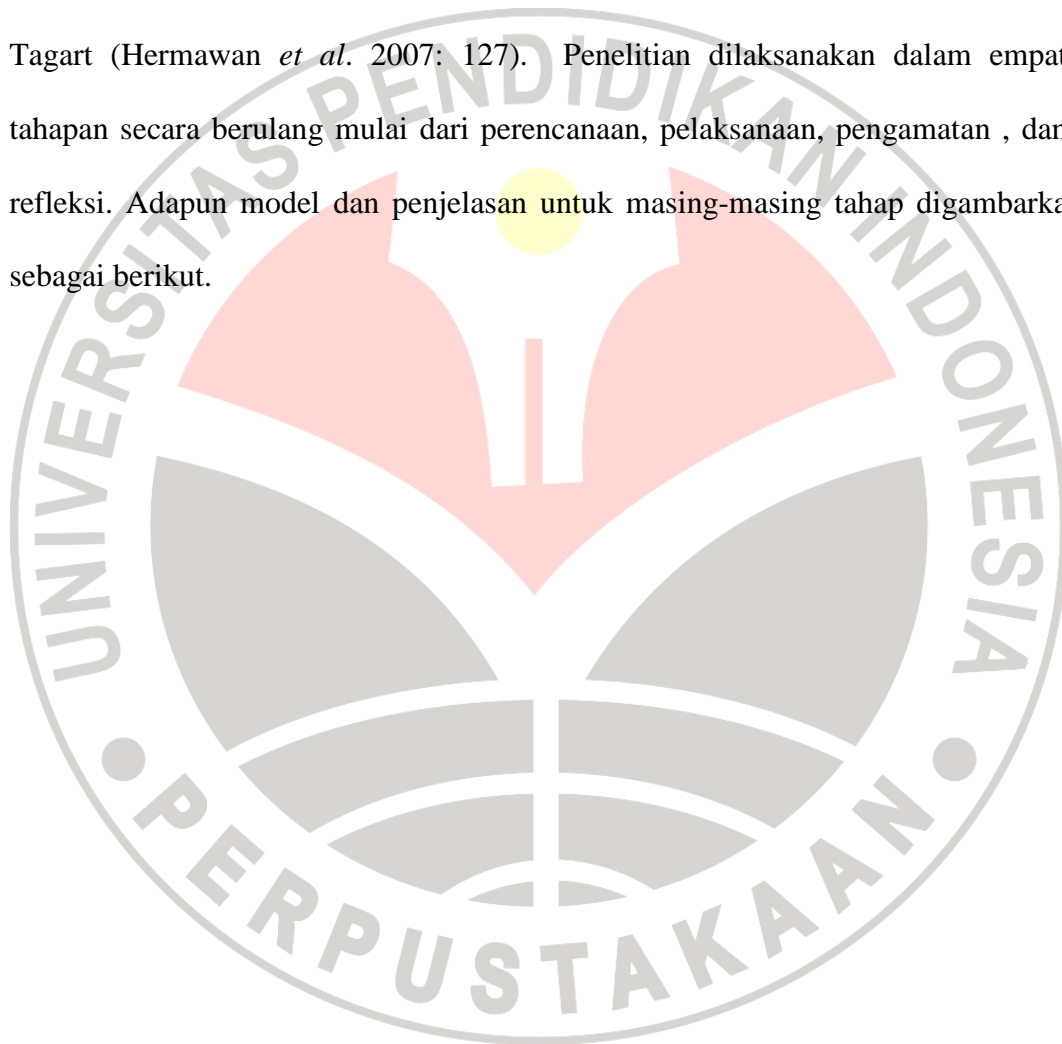 Tagart (Hermawan et al. 2007: 127).  Penelitian dilaksanakan dalam empat
tahapan secara berulang mulai dari perencanaan, pelaksanaan, pengamatan , dan
refleksi. Adapun model dan penjelasan untuk masing-masing tahap digambarka
sebagai berikut.
UNIVERSITAS PENDIDIKAN INDONESIA
PERPUSTAKAAN